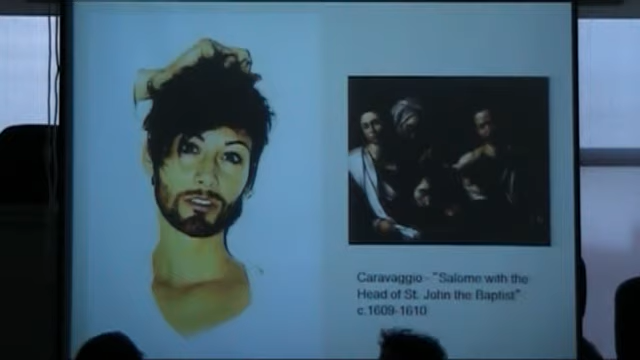 Caravaggio - "Salome with the
Head of St. John the Baptist"
c.1609-1610